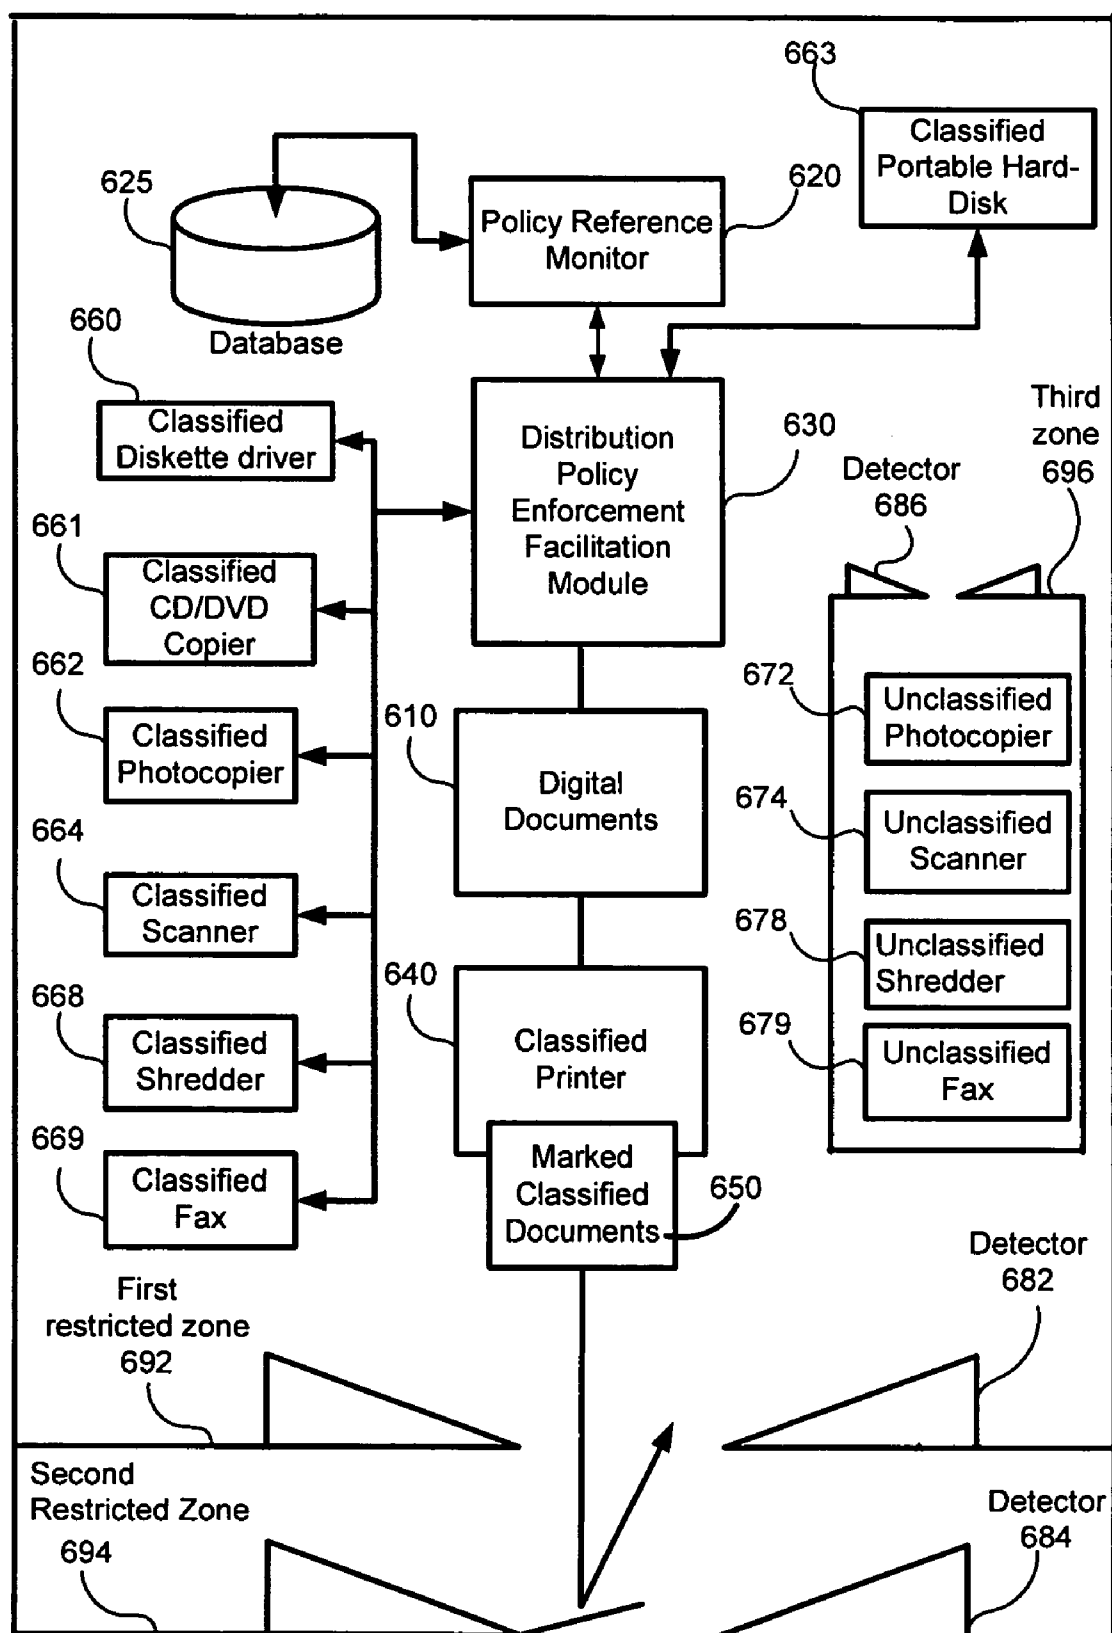 663
Classified
Portable Hard-
Disk
625
620
Policy Reference
Monitor
Database
660
Classified
Diskette driver
Distribution
Policy
Enforcement
Facilitation
Module
630
Third
zone
696
Detector
686
661
Classified
CD/DVD
Copier
662
Classified
Photocopier
610
Digital
Documents
672
Unclassified
Photocopier
674
Unclassified
Scanner
664
Classified
Scanner
678
Unclassified
Shredder
668
Classified
Shredder
640
Classified
Printer
679
Unclassified
Fax
669
Classified
Fax
Marked
Classified
Documents
650
First
restricted zone
692
Detector
682
Second
Restricted Zone
694
Detector
684